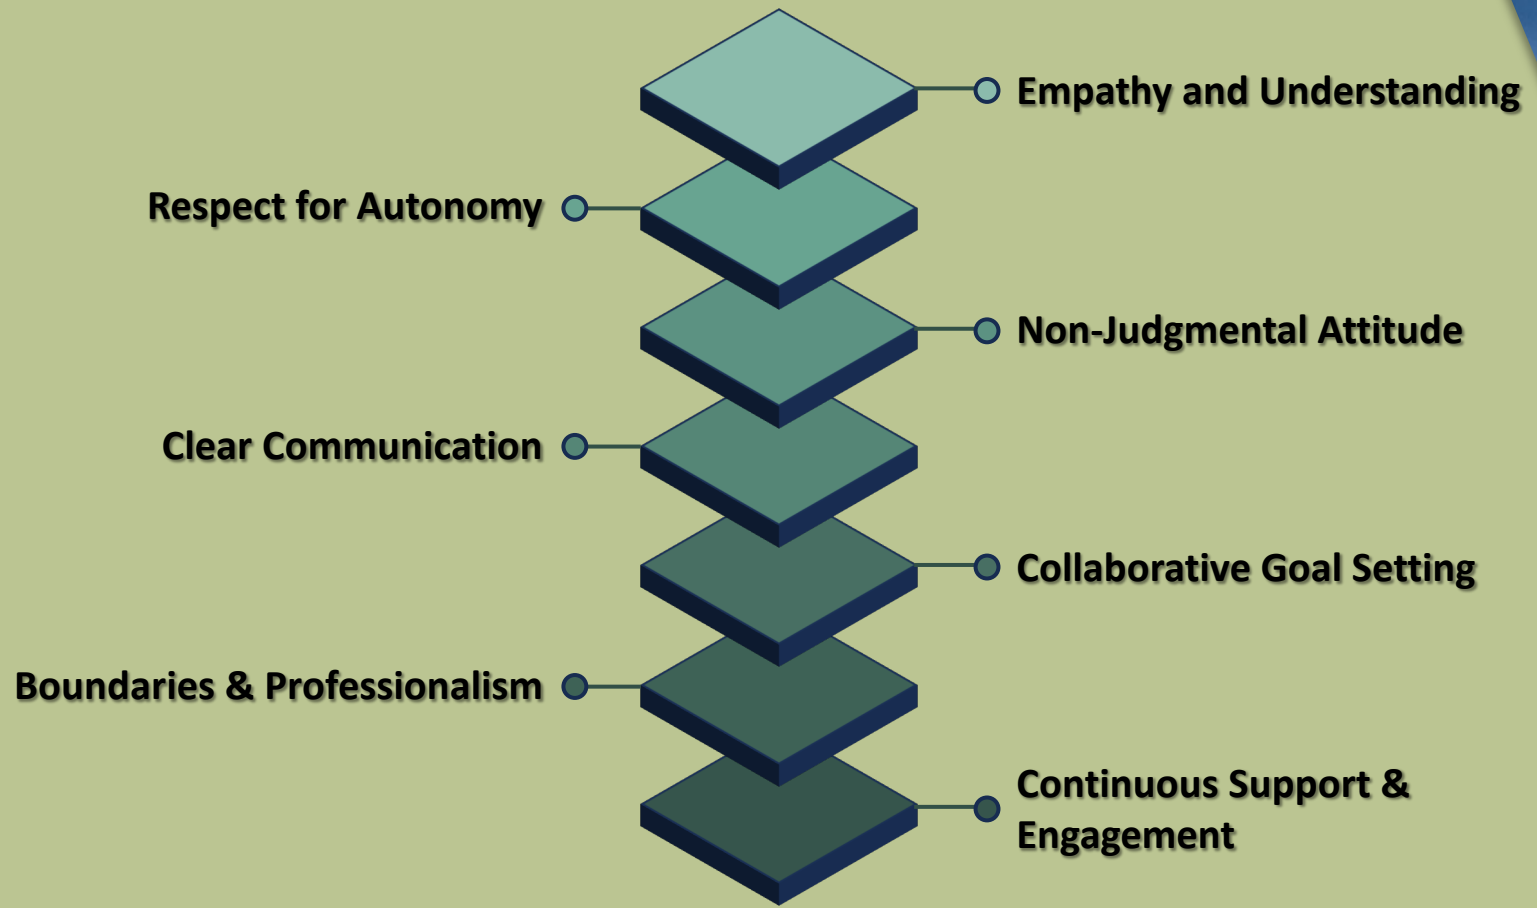 Empathy and Understanding
Respect for Autonomy
Non-Judgmental Attitude
Clear Communication
Collaborative Goal Setting
Boundaries & Professionalism
Continuous Support &
Engagement